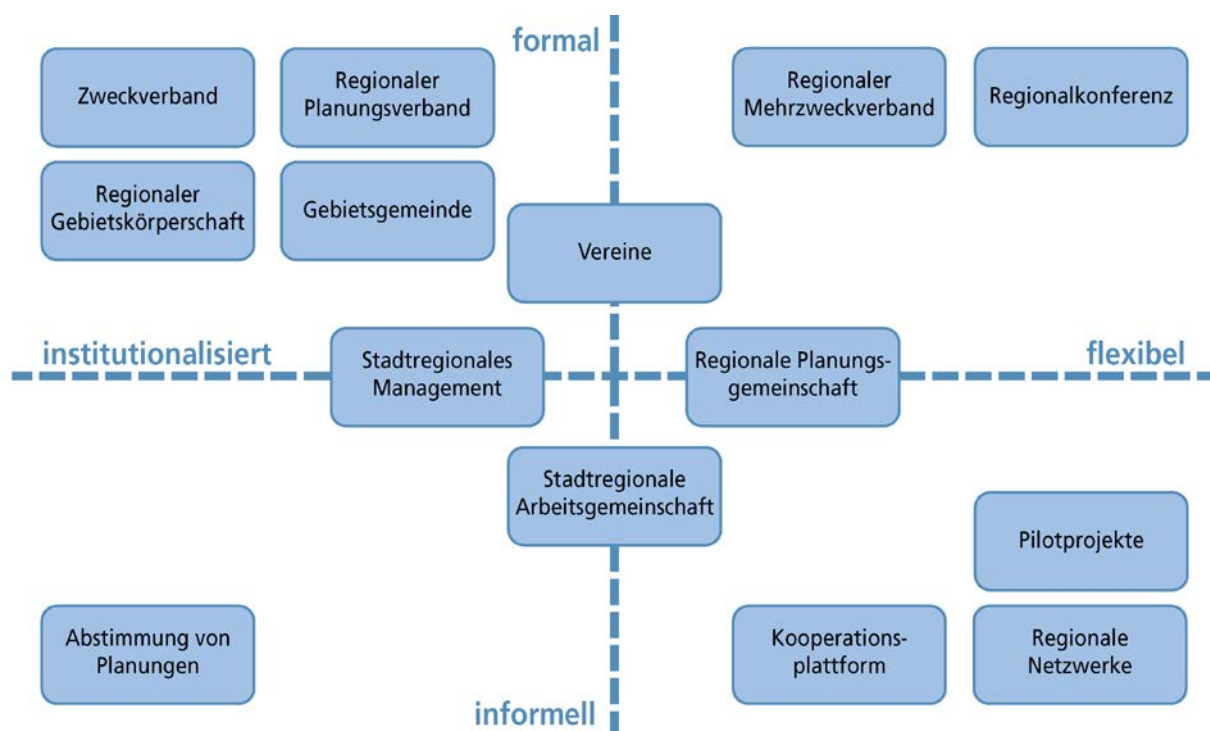 formal
Zweckverband
Regionaler
Planungsverband
Regionaler
Mehrzweckverband
Regionalkonferenz
Regionaler
Gebietskörperschaft
Gebietsgemeinde
Vereine
institutionalisiert
Stadtregionales
Management
Regionale Planungs-
gemeinschaft
flexibel
Stadtregionale
Arbeitsgemeinschaft
Pilotprojekte
Abstimmung von
Planungen
Kooperations-
plattform
Regionale
Netzwerke
informell